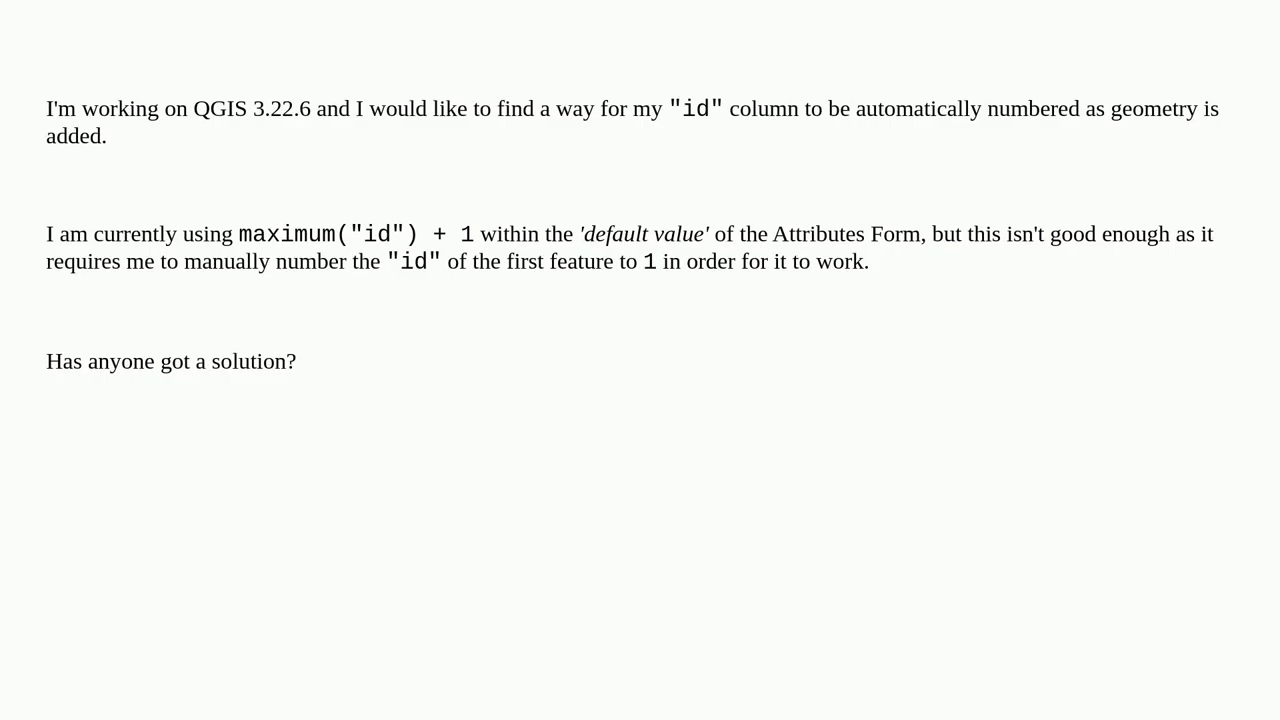 I'm working on QGIS 3.22.6 and I would like to find a way for my "id" column to be automatically numbered as geometry is
added.
I am currently using maximum("id") + 1 within the 'default value' of the Attributes Form, but this isn't good enough as it
requires me to manually number the "id" of the first feature to 1 in order for it to work.
Has anyone got a solution?